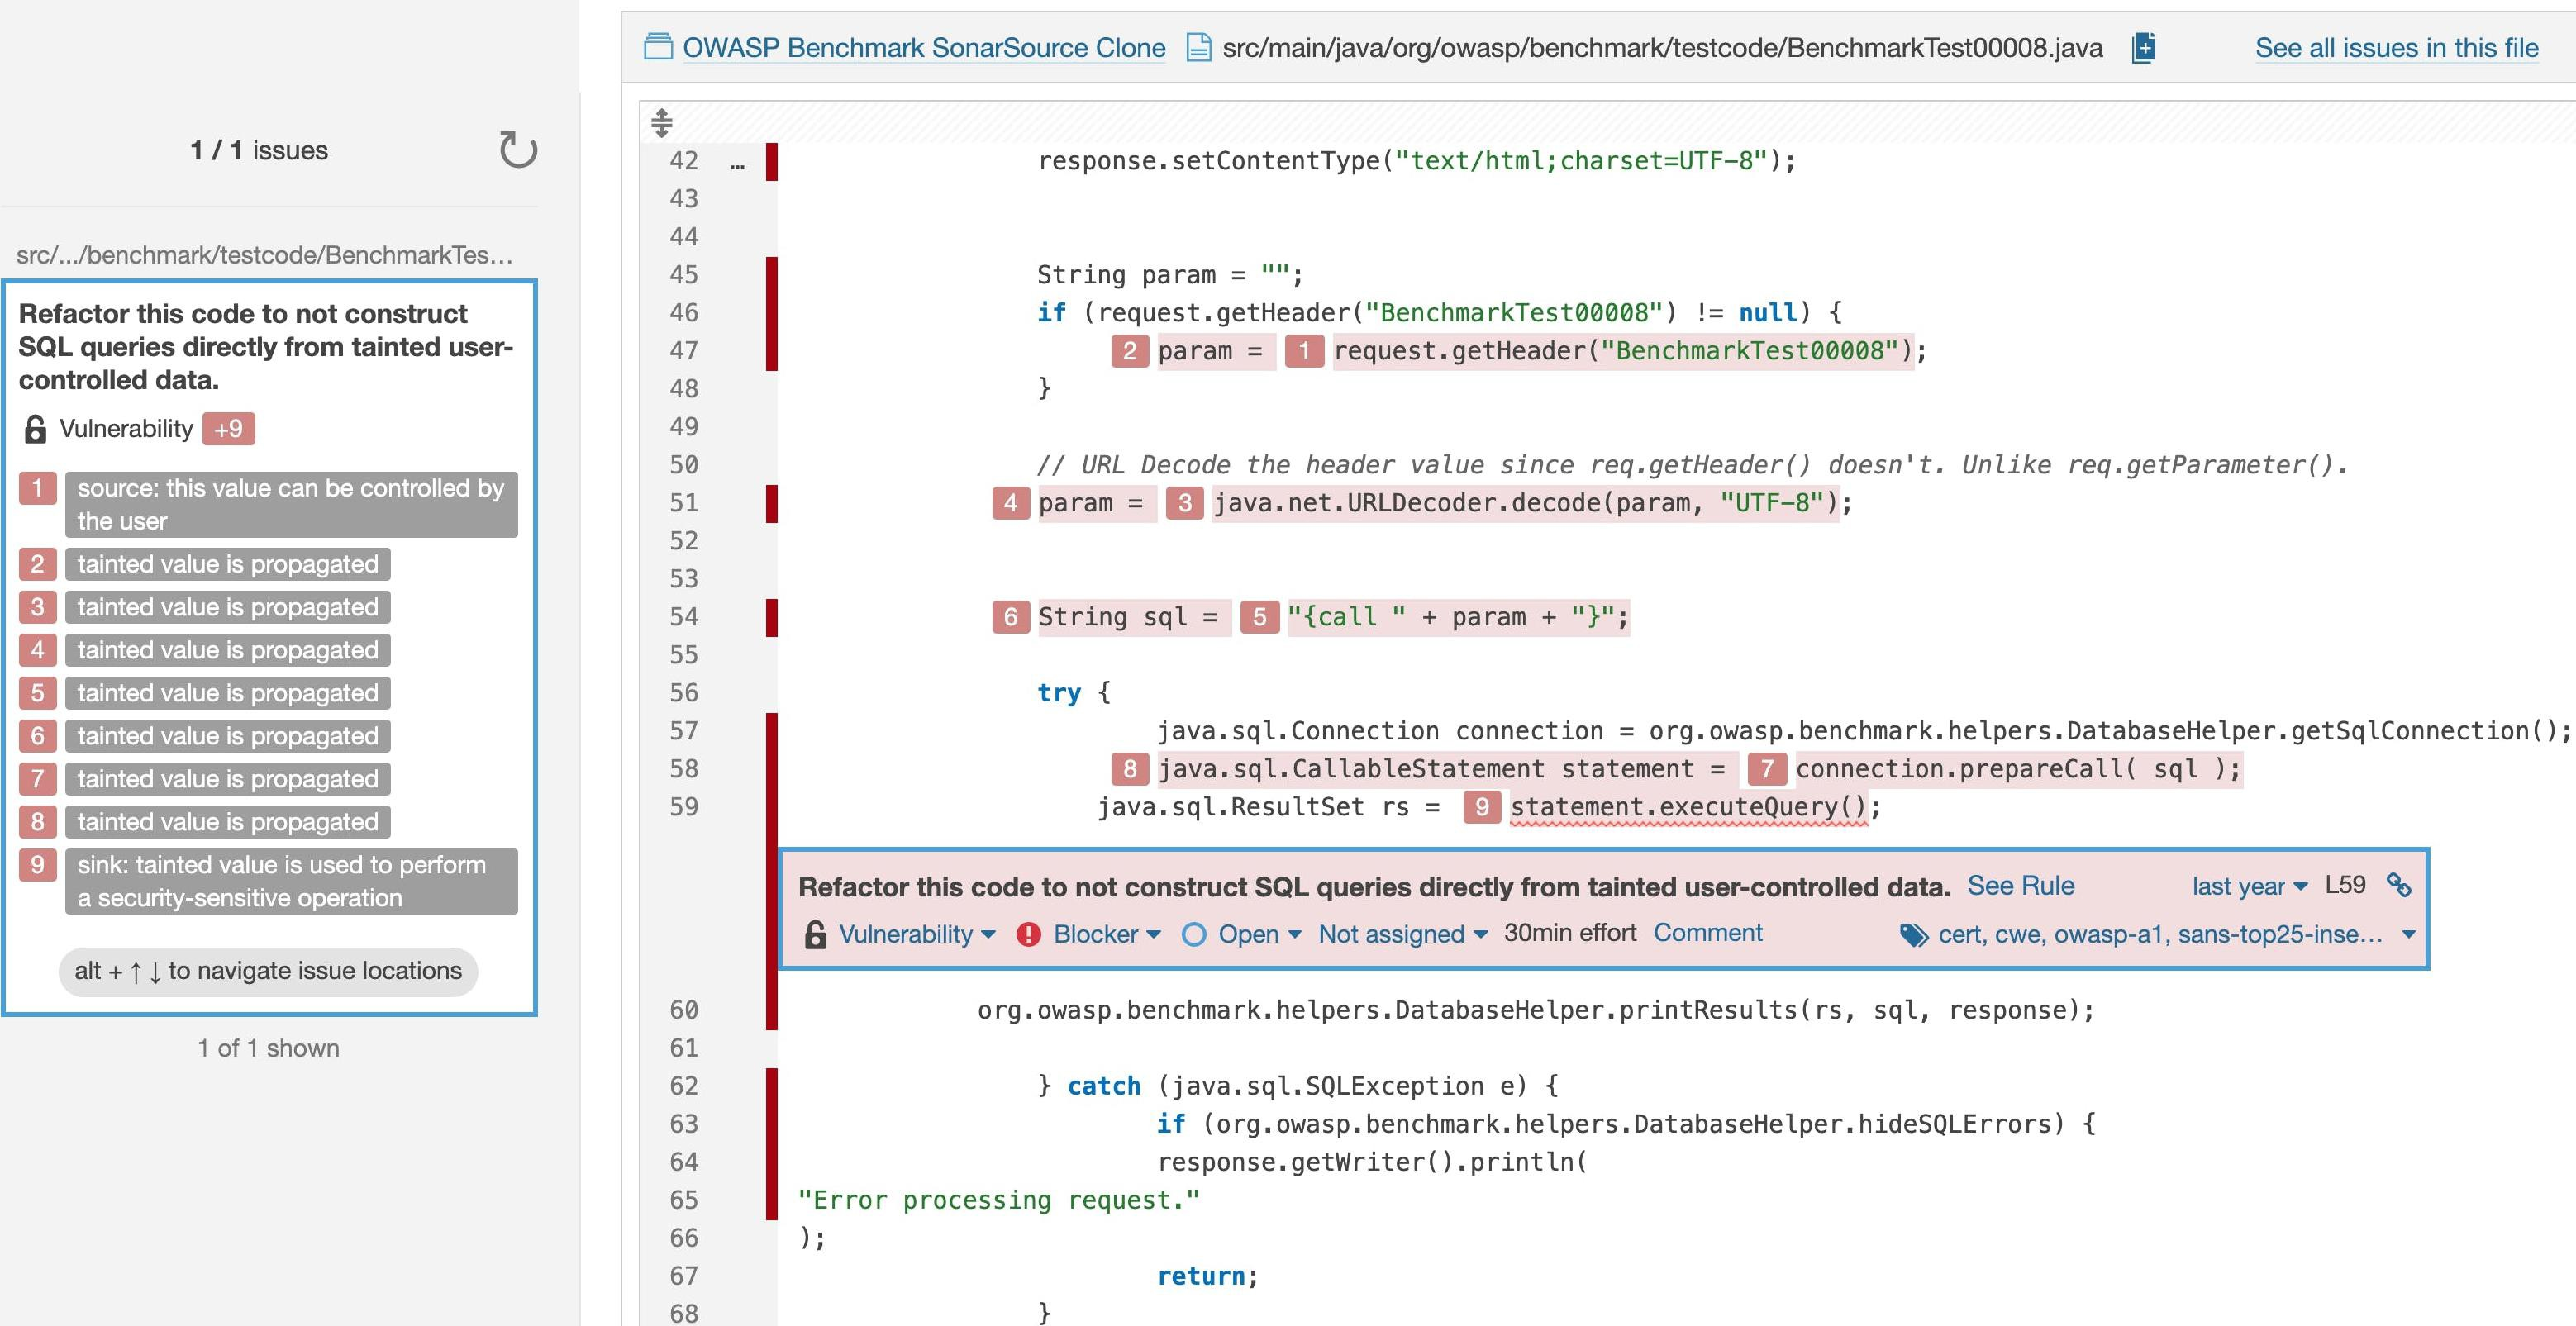 1 / 1 issues
src/.../benchmark/testcode/BenchmarkTes...
Refactor this code to not construct
SQL queries directly from tainted user-
controlled data.
Vulnerability +9
1 source: this value can be controlled by
the user
2 tainted value is propagated
3 tainted value is propagated
4 tainted value is propagated
5 tainted value is propagated
6 tainted value is propagated
7 tainted value is propagated
8 tainted value is propagated
9 sink: tainted value is used to perform
a security-sensitive operation
alt + ↑ ↓ to navigate issue locations
1 of 1 shown
OWASP Benchmark SonarSource Clone src/main/java/org/owasp/benchmark/testcode/BenchmarkTest00008.java See all issues in this file
42 … response.setContentType("text/html;charset=UTF-8");
43
44
45 String param = "";
46 if (request.getHeader("BenchmarkTest00008") != null) {
47 2 param = 1 request.getHeader("BenchmarkTest00008");
48 }
49
50 // URL Decode the header value since req.getHeader() doesn't. Unlike req.getParameter().
51 4 param = 3 java.net.URLDecoder.decode(param, "UTF-8");
52
53
54 6 String sql = 5 "{call " + param + "}";
55
56 try {
57 java.sql.Connection connection = org.owasp.benchmark.helpers.DatabaseHelper.getSqlConnection();
58 8 java.sql.CallableStatement statement = 7 connection.prepareCall( sql );
59 java.sql.ResultSet rs = 9 statement.executeQuery();
Refactor this code to not construct SQL queries directly from tainted user-controlled data. See Rule last year L59
Vulnerability Blocker Open Not assigned 30min effort Comment cert, cwe, owasp-a1, sans-top25-inse...
60 org.owasp.benchmark.helpers.DatabaseHelper.printResults(rs, sql, response);
61
62 } catch (java.sql.SQLException e) {
63 if (org.owasp.benchmark.helpers.DatabaseHelper.hideSQLErrors) {
64 response.getWriter().println(
65 "Error processing request."
66 );
67 return;
68 }